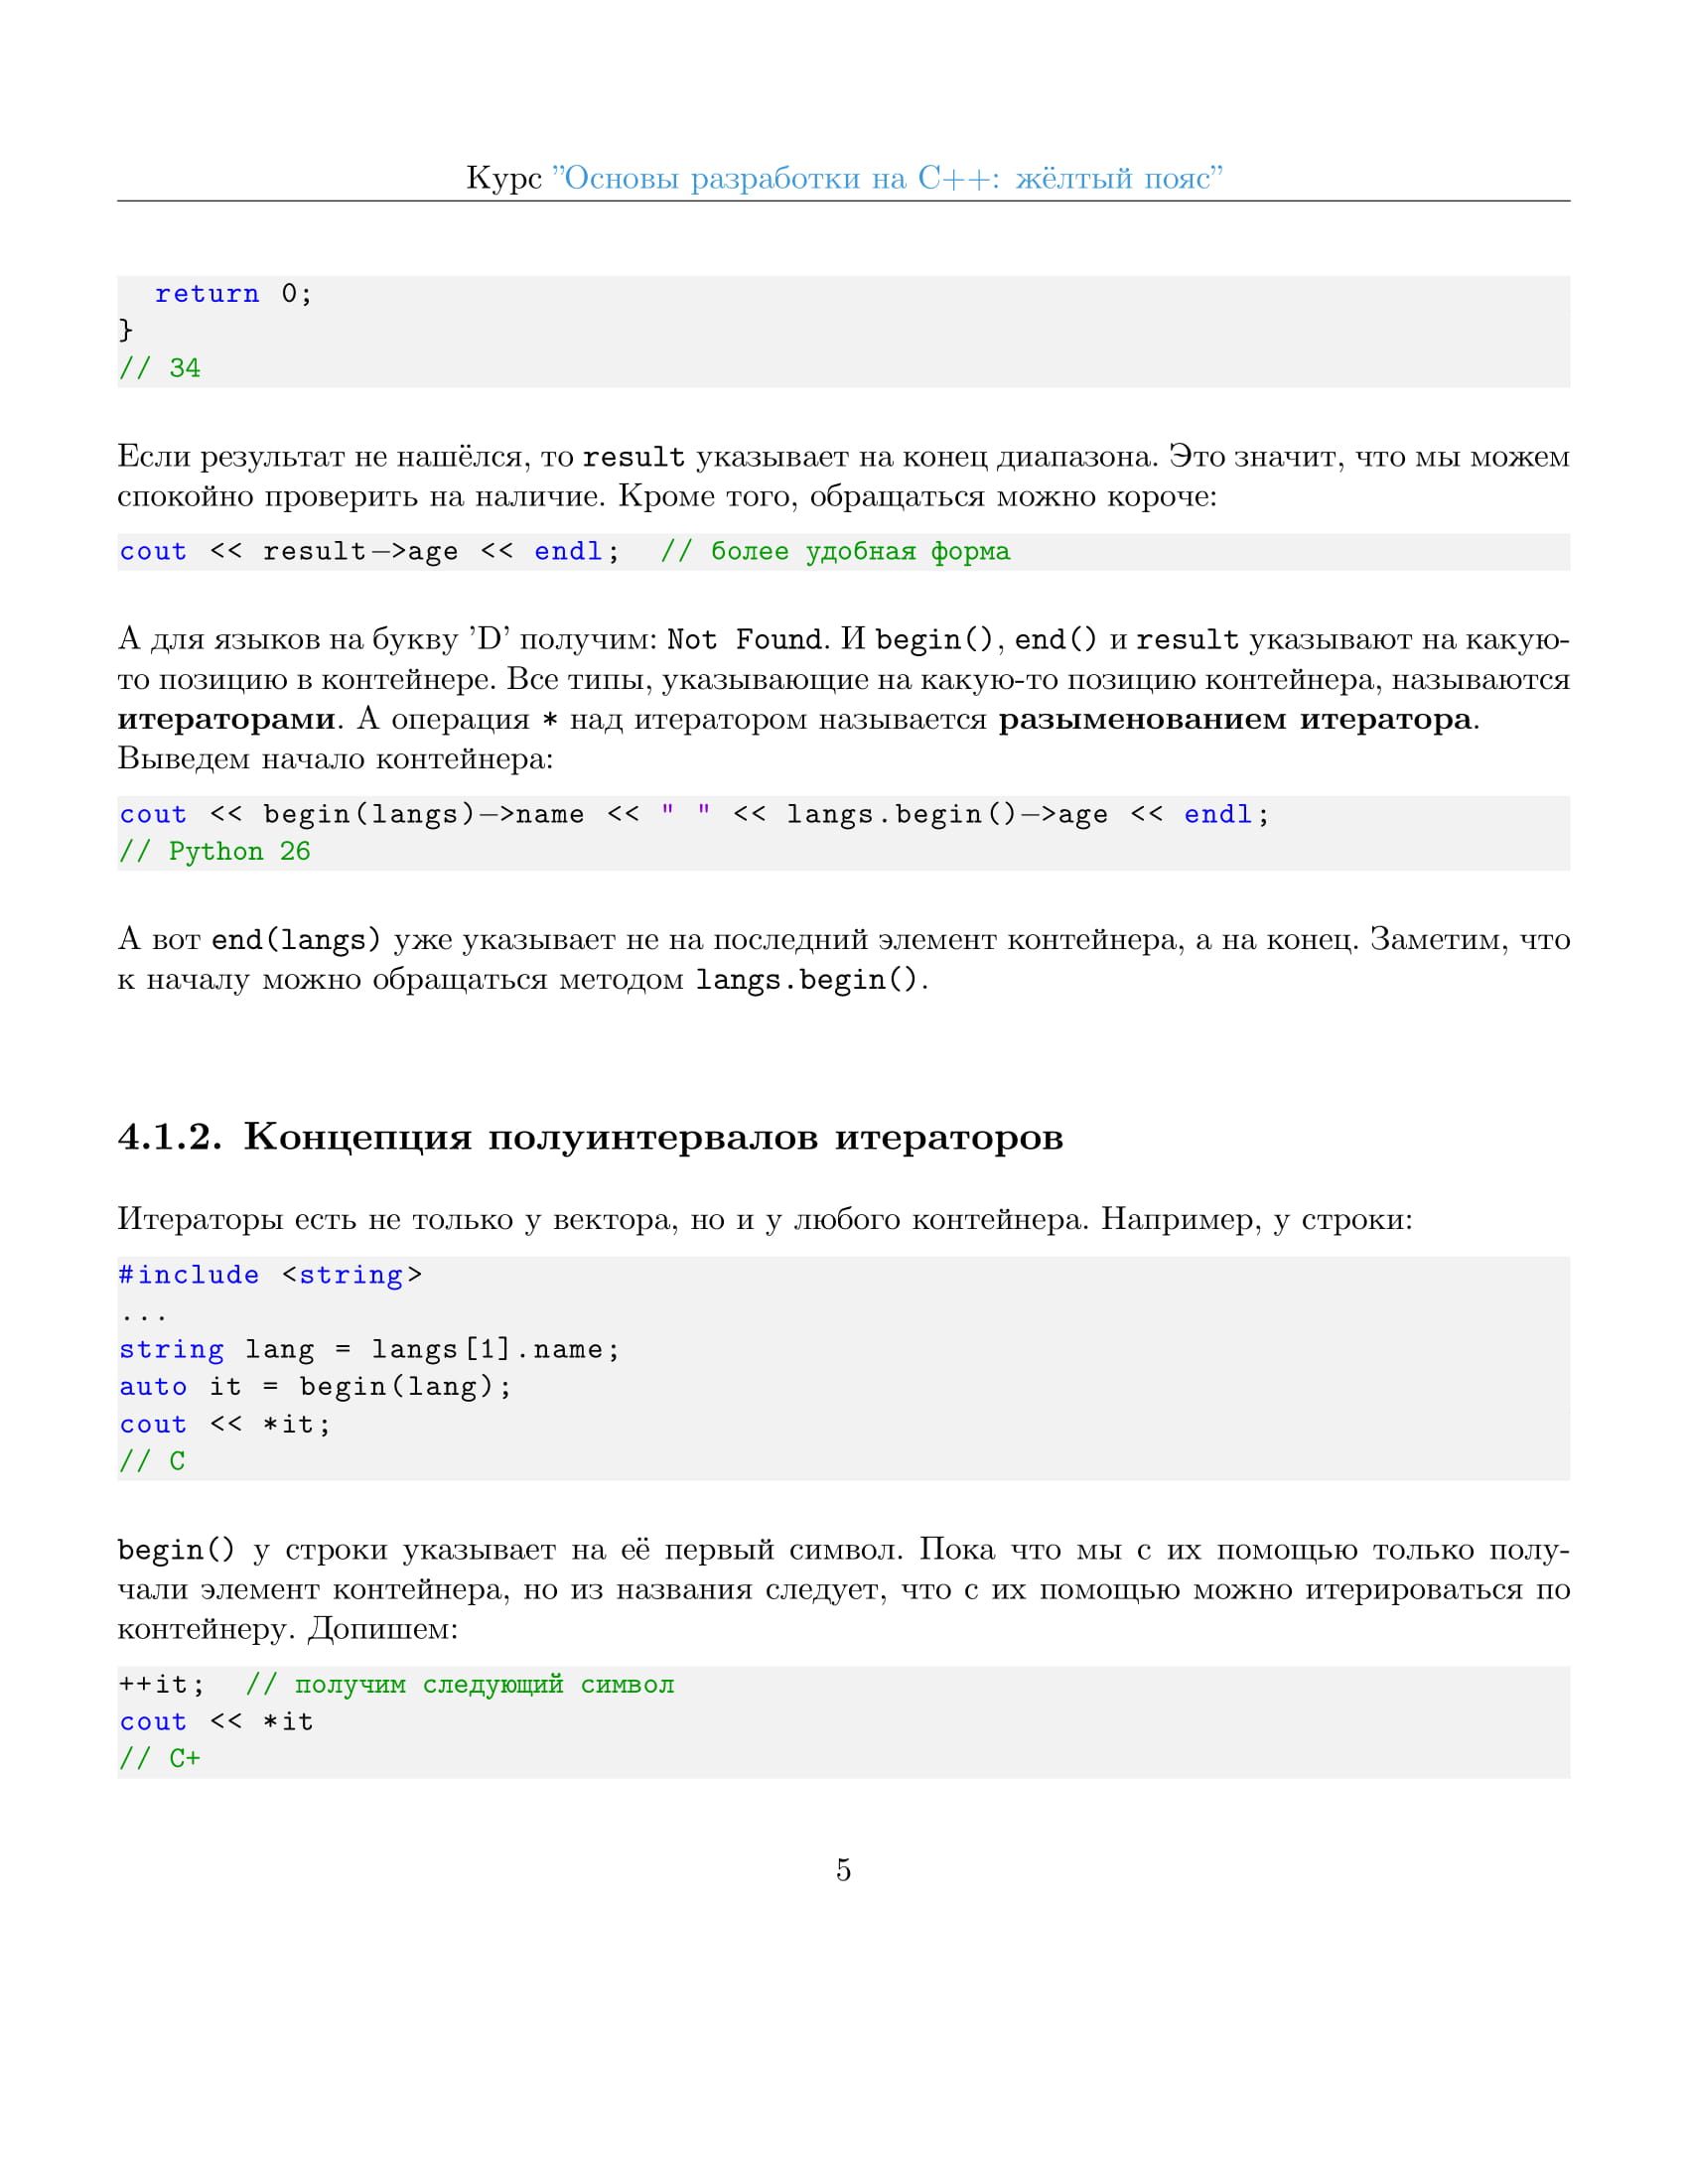 Курс ”Основы разработки на C++: жёлтый пояс”
  return 0;
}
// 34
Если результат не нашёлся, то result указывает на конец диапазона. Это значит, что мы можем
спокойно проверить на наличие. Кроме того, обращаться можно короче:
cout << result->age << endl;  // более удобная форма
А для языков на букву ’D’ получим: Not Found. И begin(), end() и result указывают на какую-
то позицию в контейнере. Все типы, указывающие на какую-то позицию контейнера, называются
итераторами. А операция * над итератором называется разыменованием итератора.
Выведем начало контейнера:
cout << begin(langs)->name << " " << langs.begin()->age << endl;
// Python 26
А вот end(langs) уже указывает не на последний элемент контейнера, а на конец. Заметим, что
к началу можно обращаться методом langs.begin().
4.1.2. Концепция полуинтервалов итераторов
Итераторы есть не только у вектора, но и у любого контейнера. Например, у строки:
#include <string>
...
string lang = langs[1].name;
auto it = begin(lang);
cout << *it;
// C
begin() у строки указывает на её первый символ. Пока что мы с их помощью только полу-
чали элемент контейнера, но из названия следует, что с их помощью можно итерироваться по
контейнеру. Допишем:
++it;  // получим следующий символ
cout << *it
// C+
5